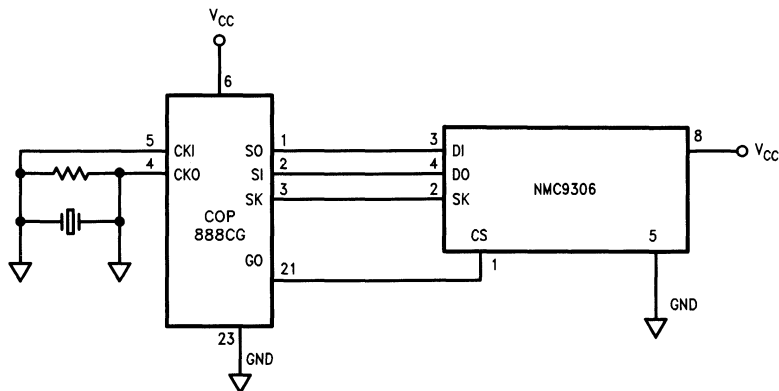 VCC
6
5 CKI SO 1 3 DI 8
VCC
4 CKO SI 2 4 DO
SK 3 2 SK NMC9306
COP
888CG
CS 5
GO 21 1
GND
23
GND